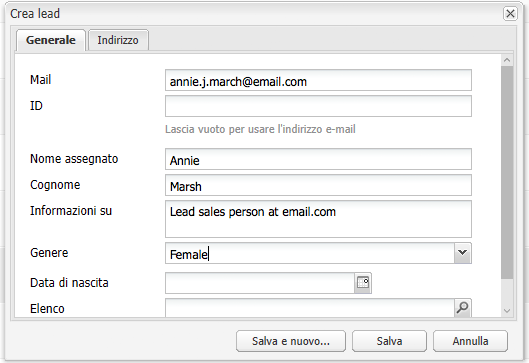 Crea lead
Generale Indirizzo
Mail annie.j.march@email.com
ID
Lascia vuoto per usare l'indirizzo e-mail
Nome assegnato Annie
Cognome Marsh
Informazioni su Lead sales person at email.com
Genere Female
Data di nascita
Elenco
Salva e nuovo... Salva Annulla